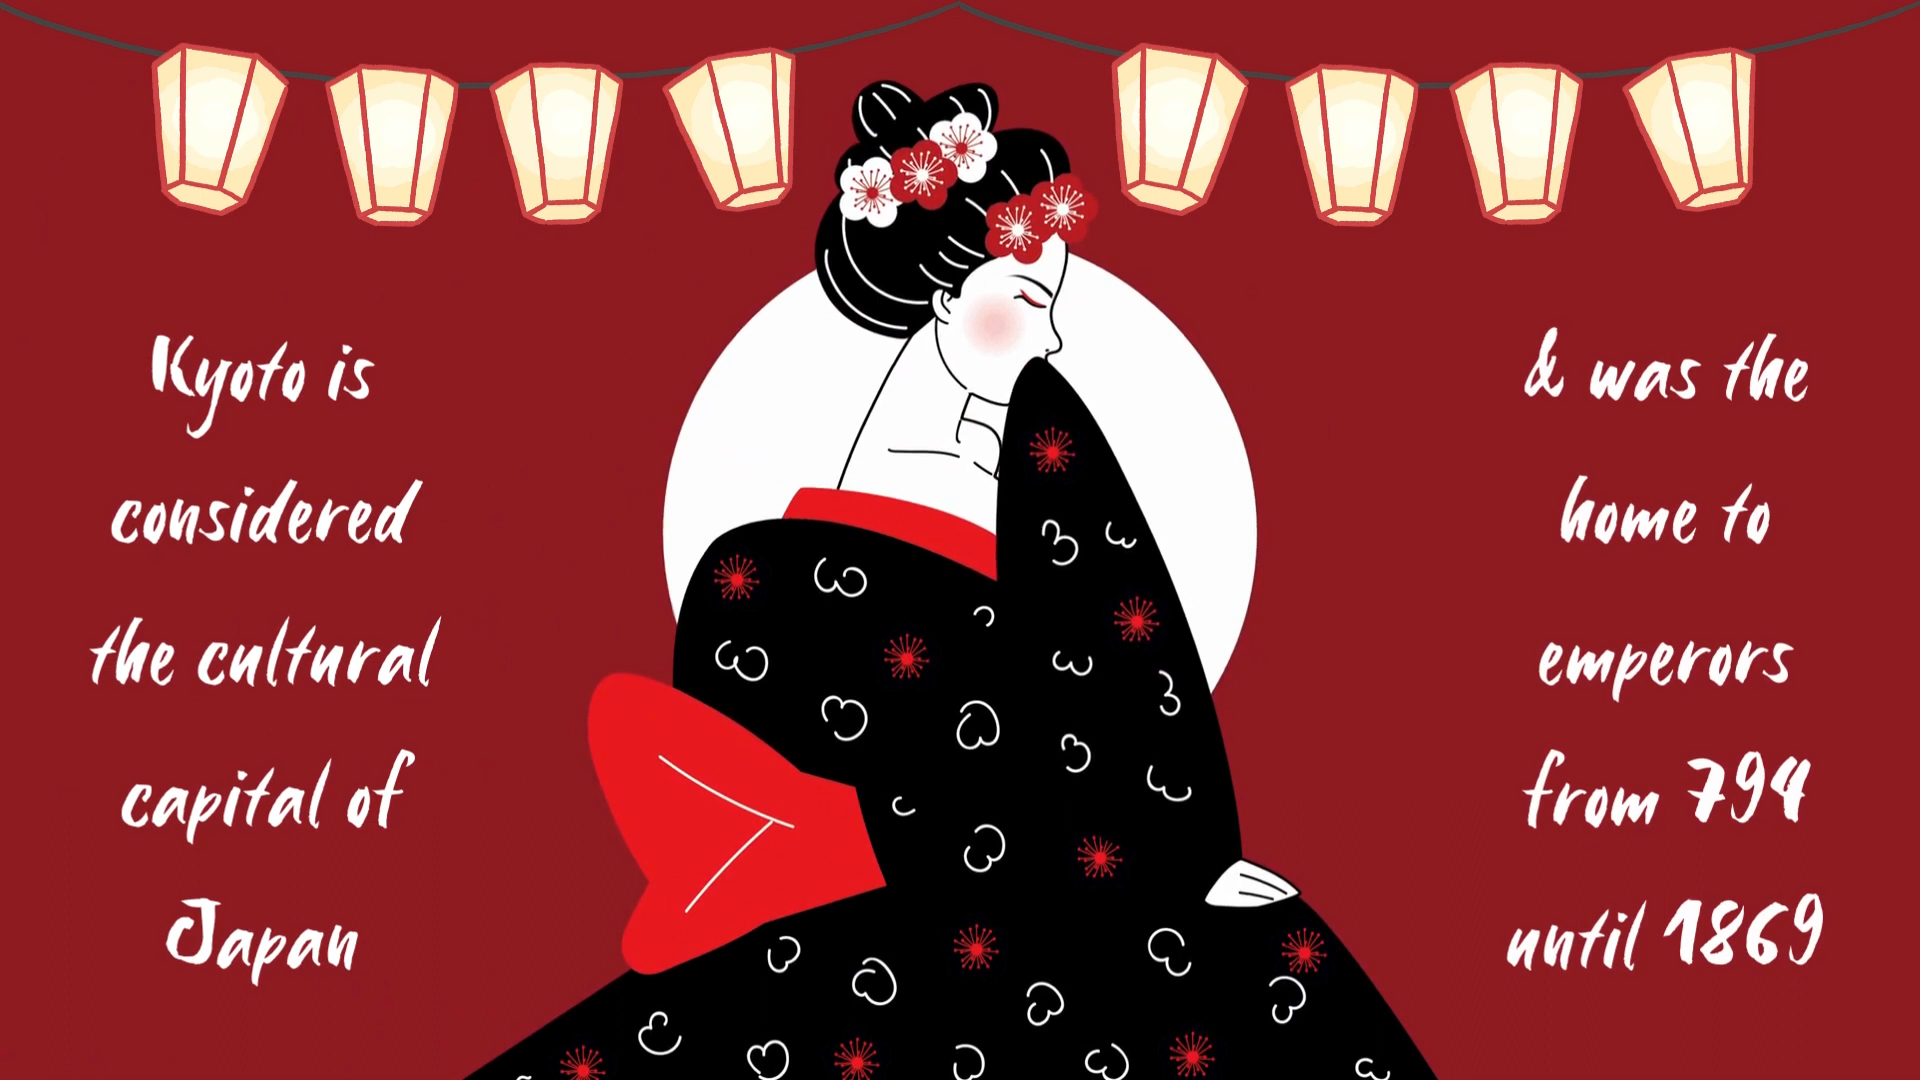 Kyoto is
considered
the cultural
capital of
Japan
& was the
home to
emperors
from 794
until 1869